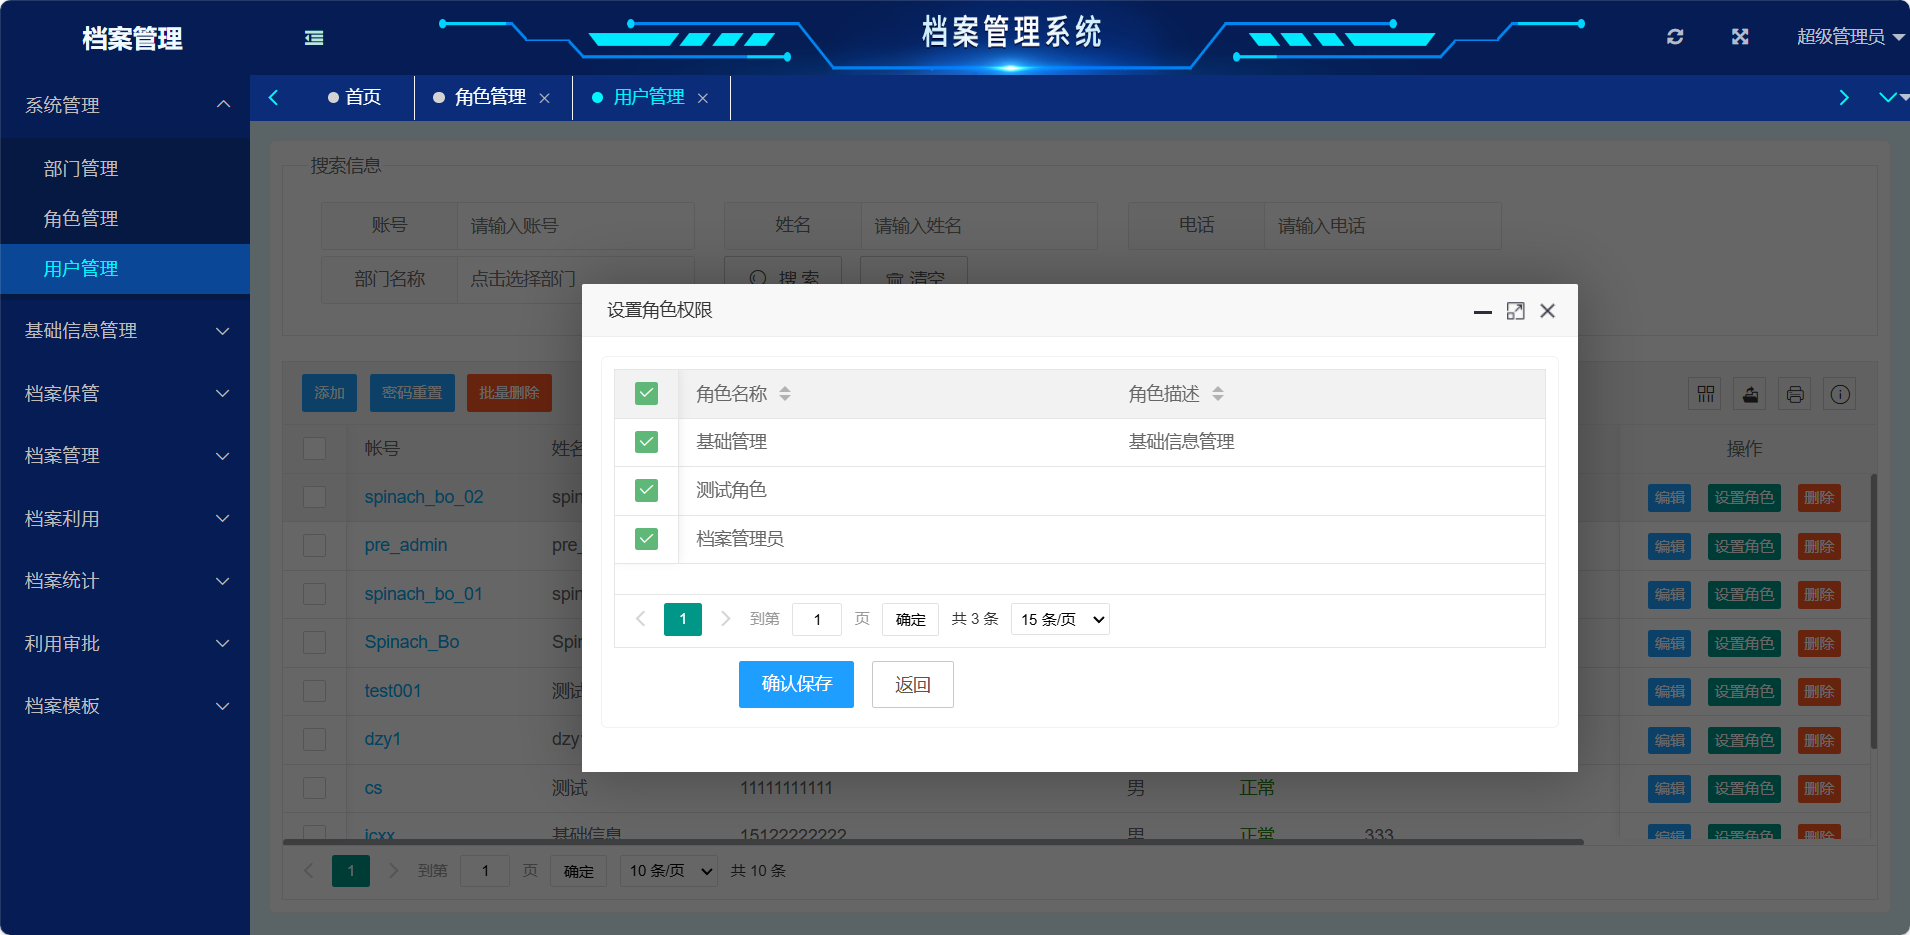 档案管理
档案管理系统
超级管理员
首页
角色管理
用户管理
系统管理
部门管理
角色管理
用户管理
基础信息管理
档案保管
档案管理
档案利用
档案统计
利用审批
档案模板
搜索信息
账号 请输入账号 姓名 请输入姓名 电话 请输入电话
部门名称 点击选择部门 搜 索 清空
添加 密码重置 批量删除
帐号 姓名 操作
spinach_bo_02 spin 编辑 设置角色 删除
pre_admin pre_ 编辑 设置角色 删除
spinach_bo_01 spin 编辑 设置角色 删除
Spinach_Bo Spin 编辑 设置角色 删除
test001 测试 编辑 设置角色 删除
dzy1 dzy1 编辑 设置角色 删除
cs 测试 11111111111 男 正常 编辑 设置角色 删除
jcxx 基础信息 15122222222 男 正常 333 编辑 设置角色 删除
1 到第 1 页 确定 10 条/页 共 10 条
设置角色权限
角色名称 角色描述
基础管理 基础信息管理
测试角色
档案管理员
1 到第 1 页 确定 共 3 条 15 条/页
确认保存 返回